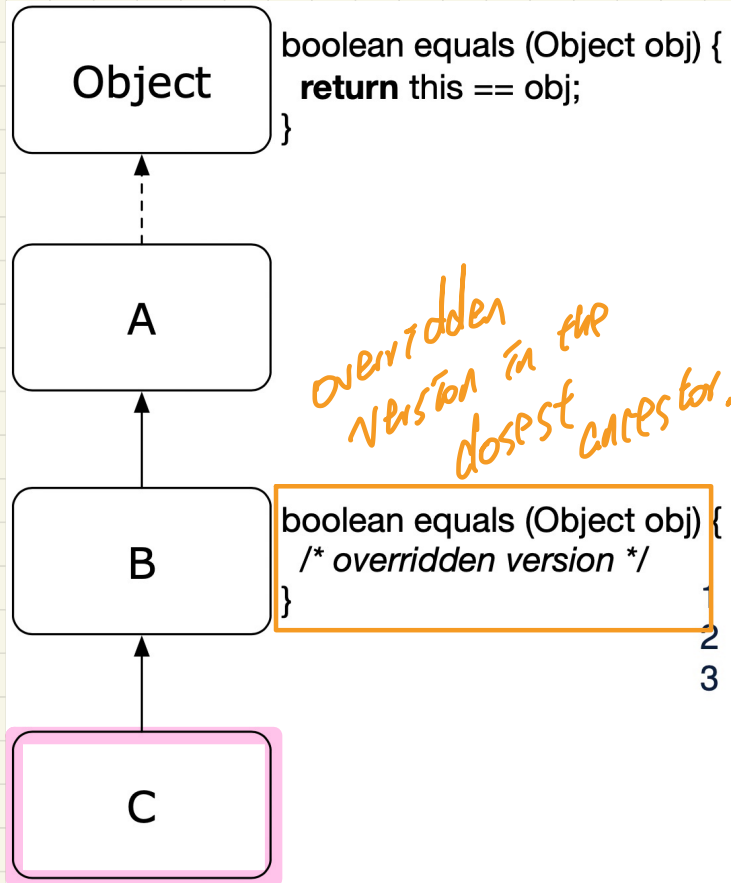 Object
boolean equals (Object obj) {
return this == obj;
}
A
overridden
version in the
closest ancestor.
B
boolean equals (Object obj) {
/* overridden version */
}
1
2
3
C